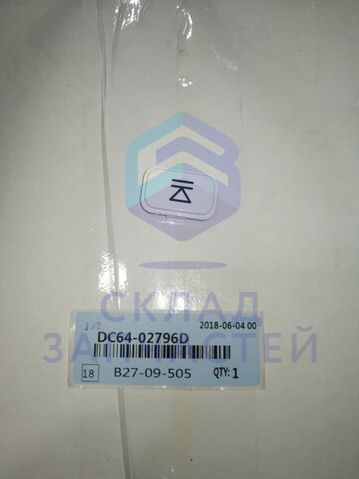 2018-06-04 00
DC64-02796D
18 B27-09-505 QTY: 1
СКЛАД
ЗАПЧАСТЕЙ